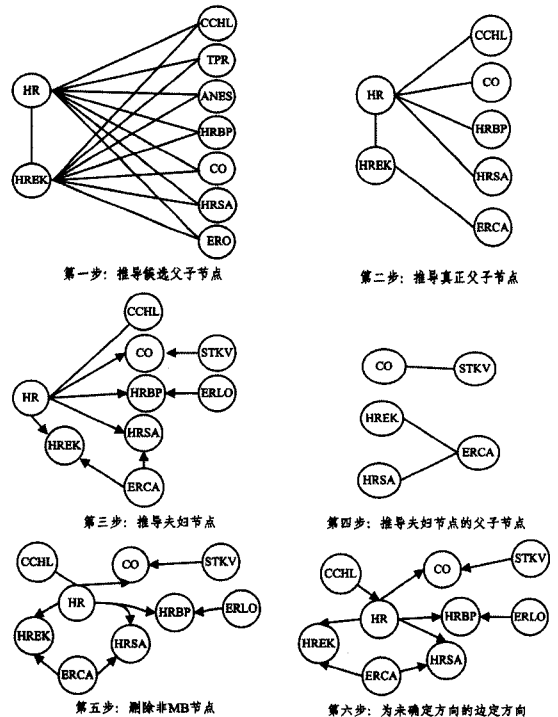 CCHL
TPR
HR
ANES
HRBP
HREK
CO
HRSA
ERO
第一步：推导候选父子节点
CCHL
CO
HR
HRBP
HREK
HRSA
ERCA
第二步：推导真正父子节点
CCHL
CO
STKV
HR
HRBP
ERLO
HRSA
HREK
ERCA
第三步：推导夫妇节点
CO
STKV
HREK
ERCA
HRSA
第四步：推导夫妇节点的父子节点
CCHL
CO
STKV
HR
HRBP
ERLO
HREK
HRSA
ERCA
第五步：删除非MB节点
CCHL
CO
STKV
HR
HRBP
ERLO
HREK
HRSA
ERCA
第六步：为未确定方向的边定方向